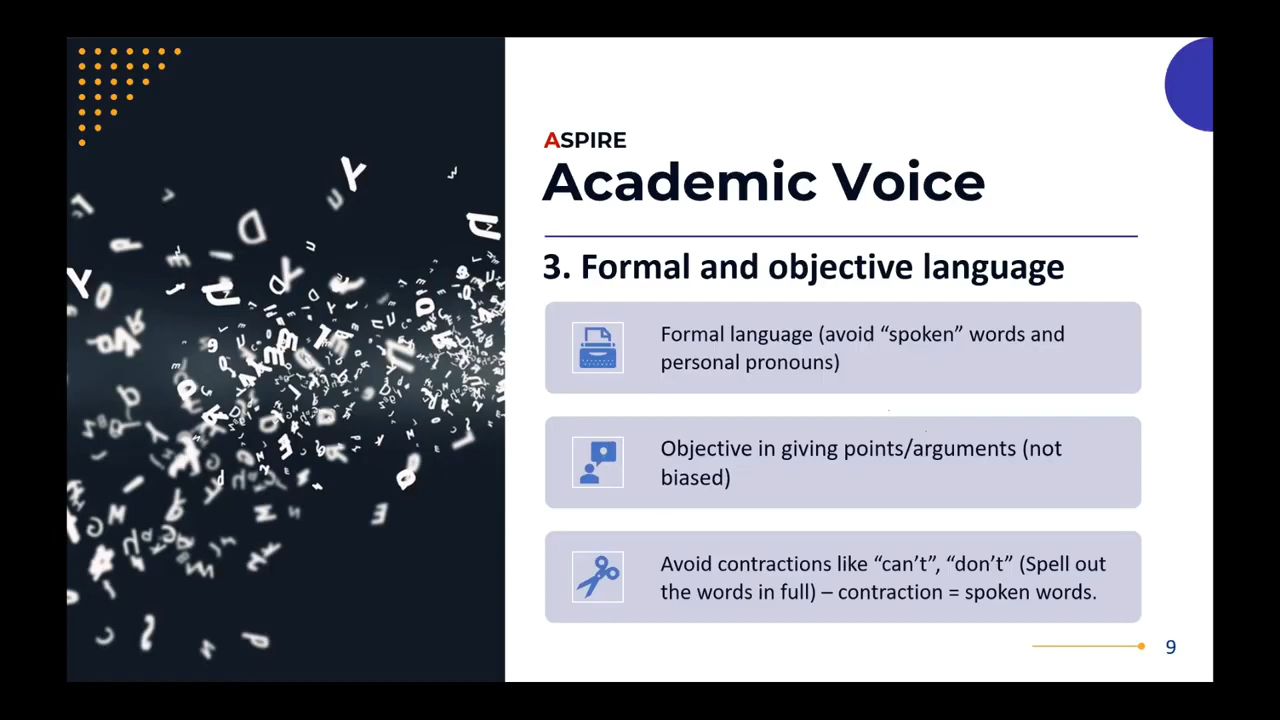 ASPIRE
Academic Voice
3. Formal and objective language
Formal language (avoid “spoken” words and
personal pronouns)
Objective in giving points/arguments (not
biased)
Avoid contractions like “can’t”, “don’t” (Spell out
the words in full) – contraction = spoken words.
9